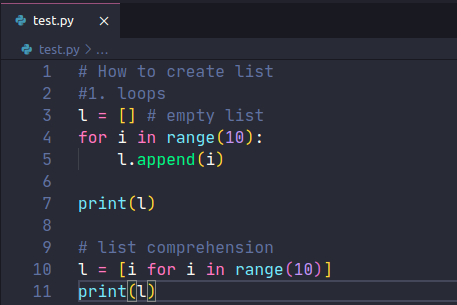 test.py ×
test.py > ...
1 # How to create list
2 #1. loops
3 l = [] # empty list
4 for i in range(10):
5     l.append(i)
6
7 print(l)
8
9 # list comprehension
10 l = [i for i in range(10)]
11 print(l)